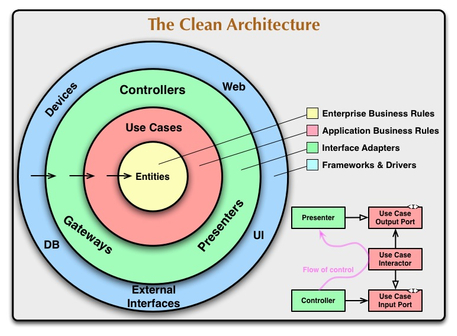 The Clean Architecture
Devices
Web
Controllers
Use Cases
Entities
Gateways
Presenters
DB
UI
External
Interfaces
Enterprise Business Rules
Application Business Rules
Interface Adapters
Frameworks & Drivers
Presenter
Use Case
Output Port
<I>
Use Case
Interactor
Flow of control
Controller
Use Case
Input Port
<I>